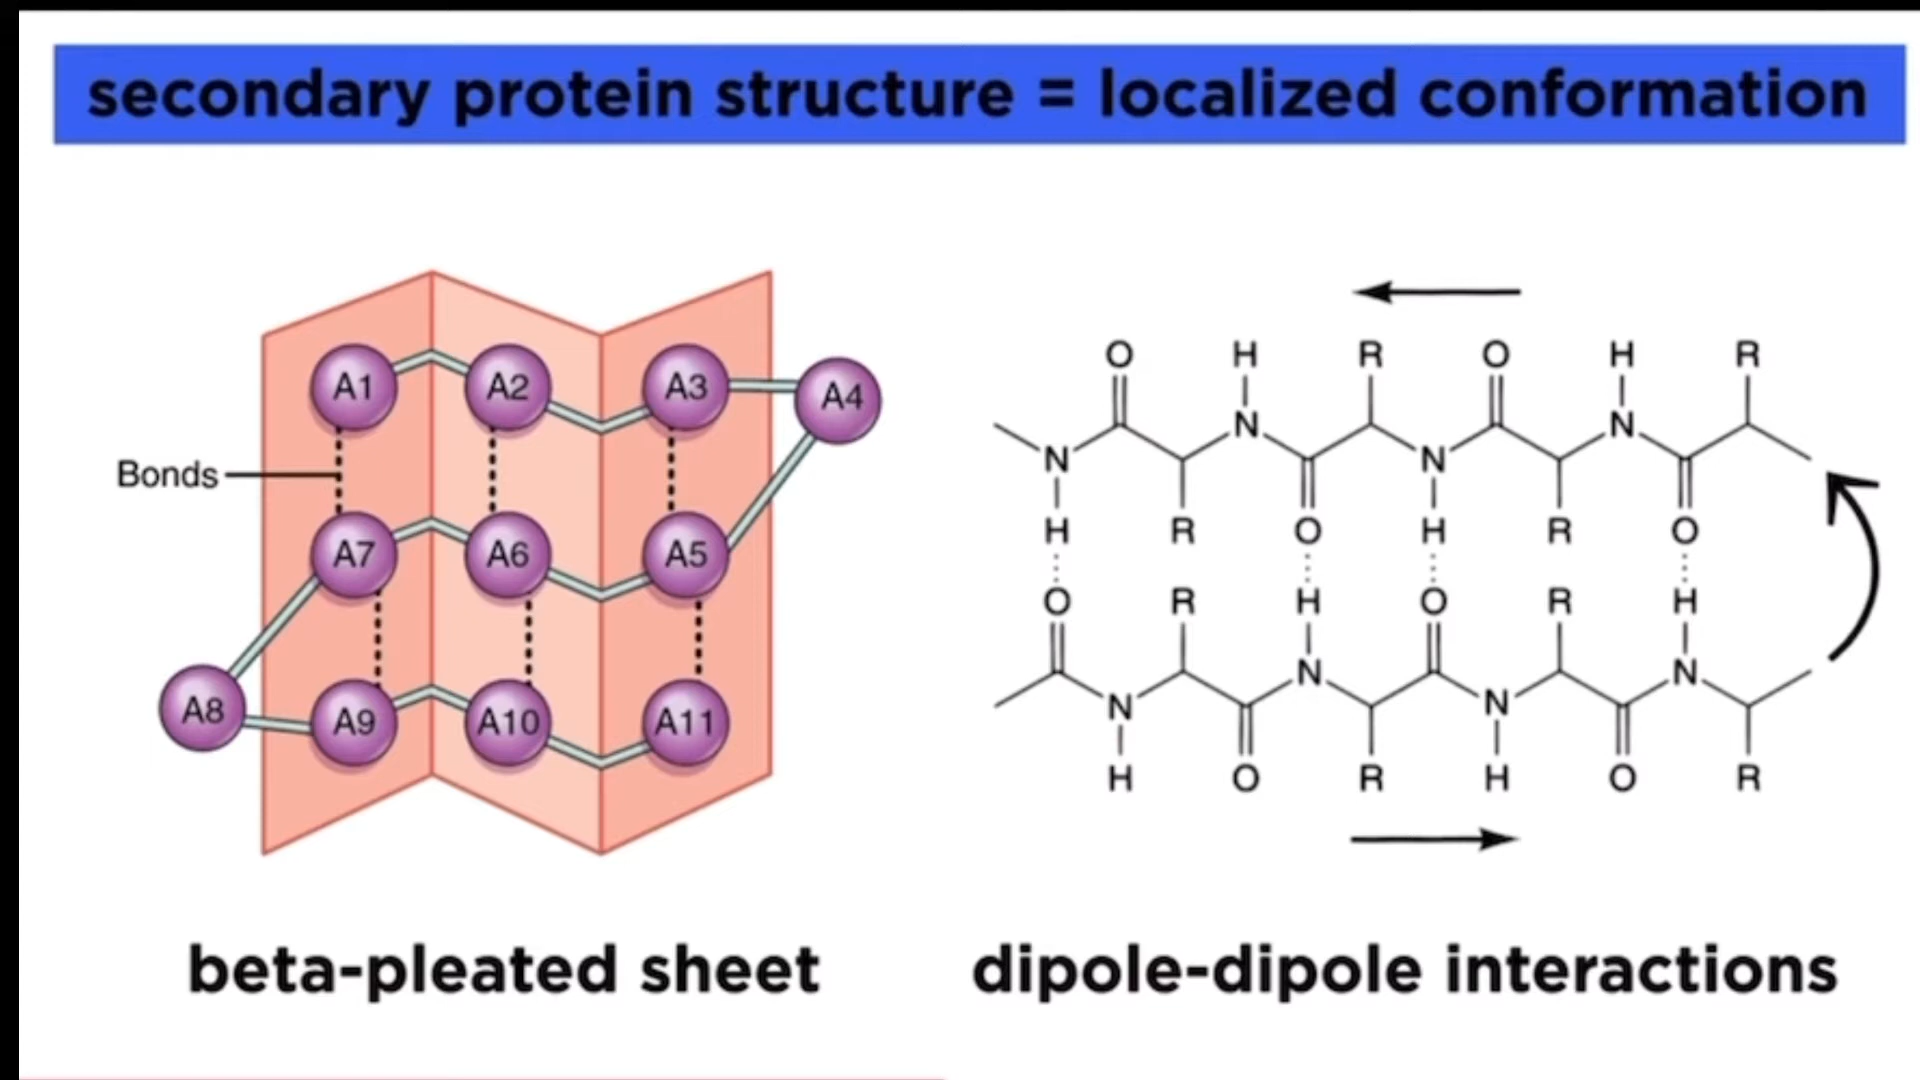 secondary protein structure = localized conformation
A1 A2 A3 A4
Bonds
A7 A6 A5
A8 A9 A10 A11
O H R O H R
N N N N
H R O H R O
O R H O R H
N N N N
H O R H O R
beta-pleated sheet
dipole-dipole interactions